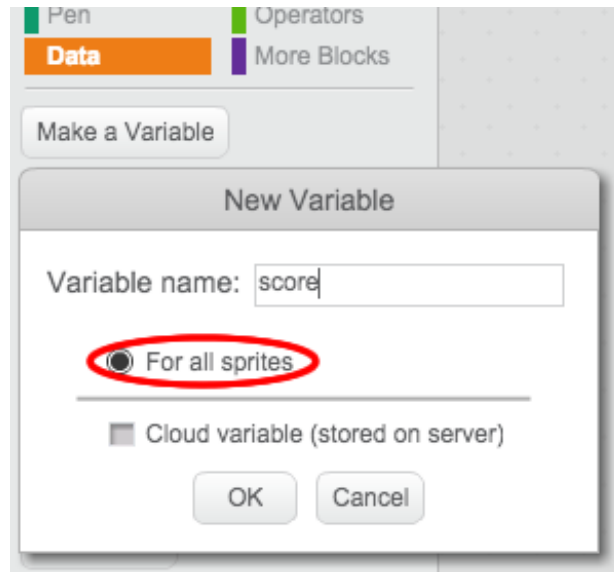 Pen Operators
Data More Blocks
Make a Variable
New Variable
Variable name: score
For all sprites
Cloud variable (stored on server)
OK Cancel